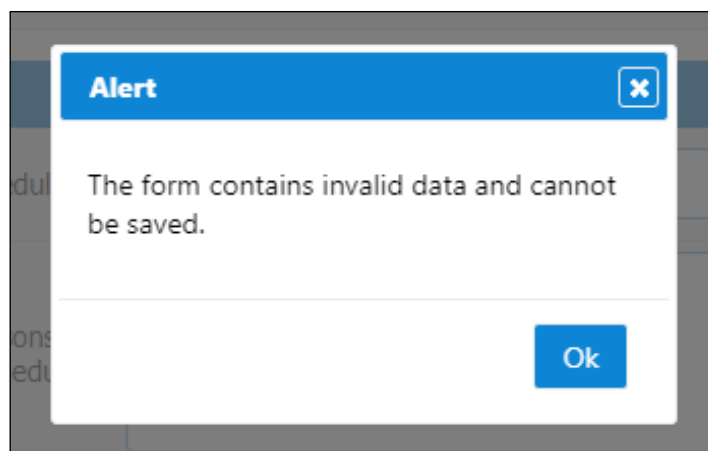 Alert
The form contains invalid data and cannot
be saved.
Ok